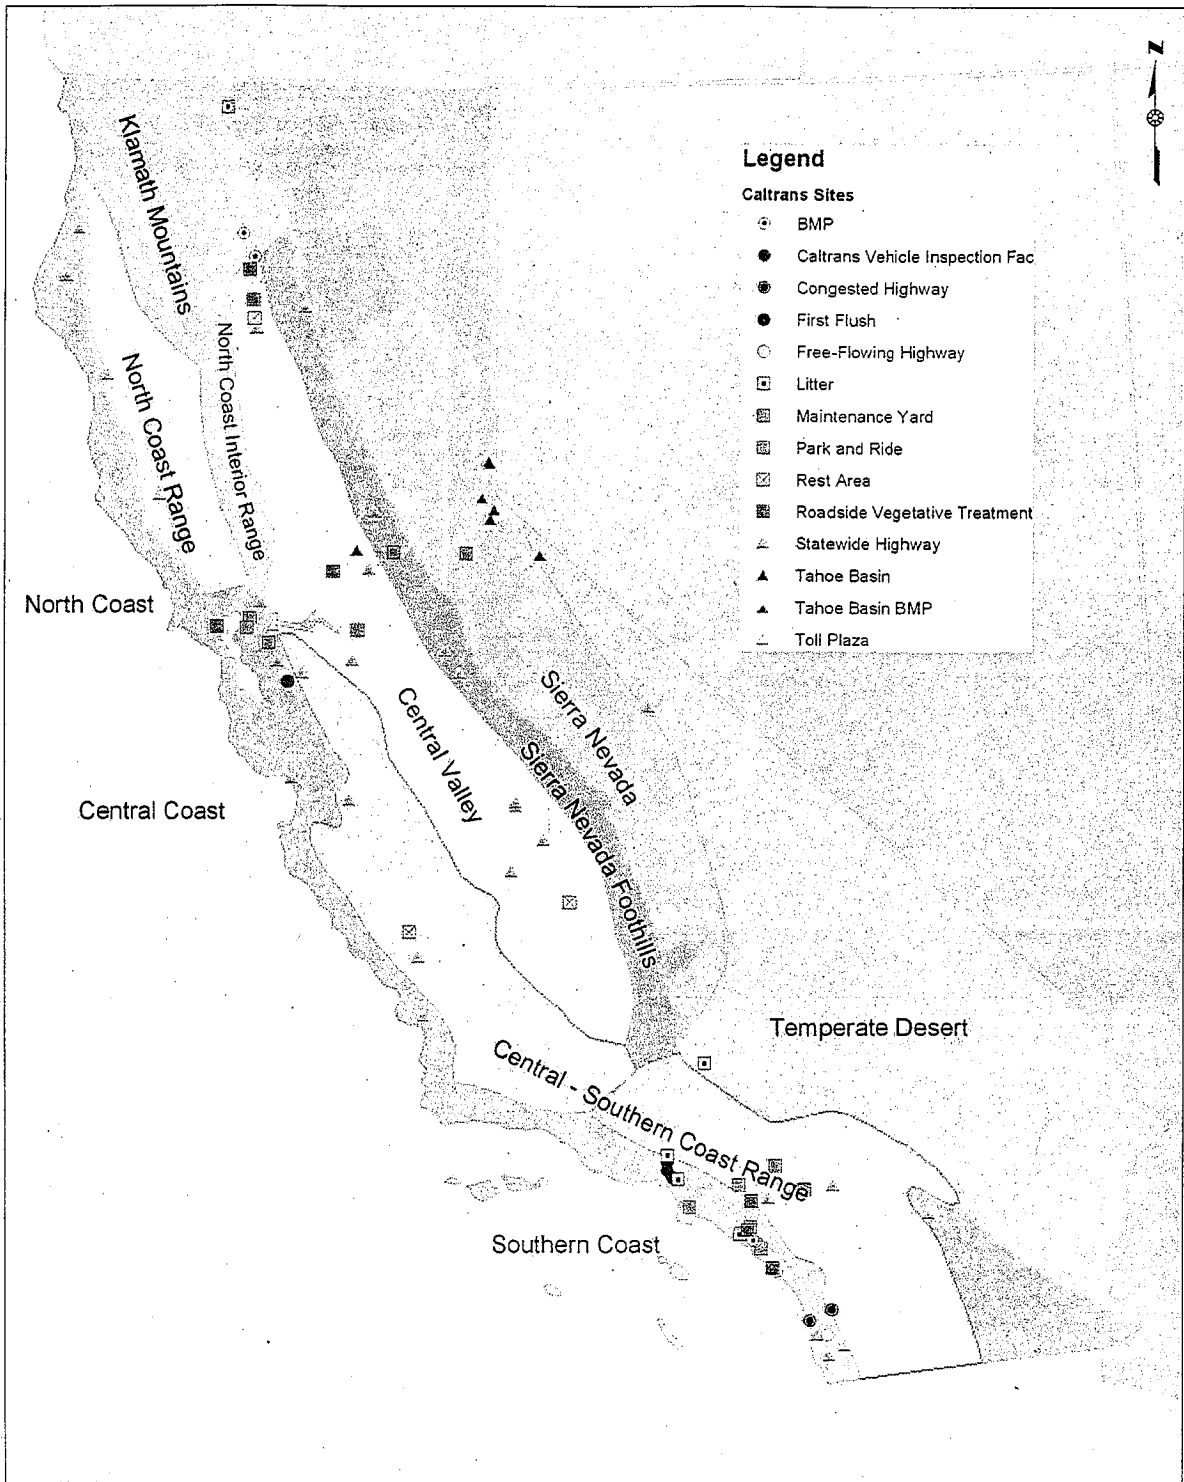 N
Legend
Caltrans Sites
BMP
Caltrans Vehicle Inspection Fac
Congested Highway
First Flush
Free-Flowing Highway
Litter
Maintenance Yard
Park and Ride
Rest Area
Roadside Vegetative Treatment
Statewide Highway
Tahoe Basin
Tahoe Basin BMP
Toll Plaza
Klamath Mountains
North Coast Range
North Coast Interior Range
North Coast
Central Valley
Sierra Nevada
Sierra Nevada Foothills
Central Coast
Temperate Desert
Central - Southern Coast Range
Southern Coast